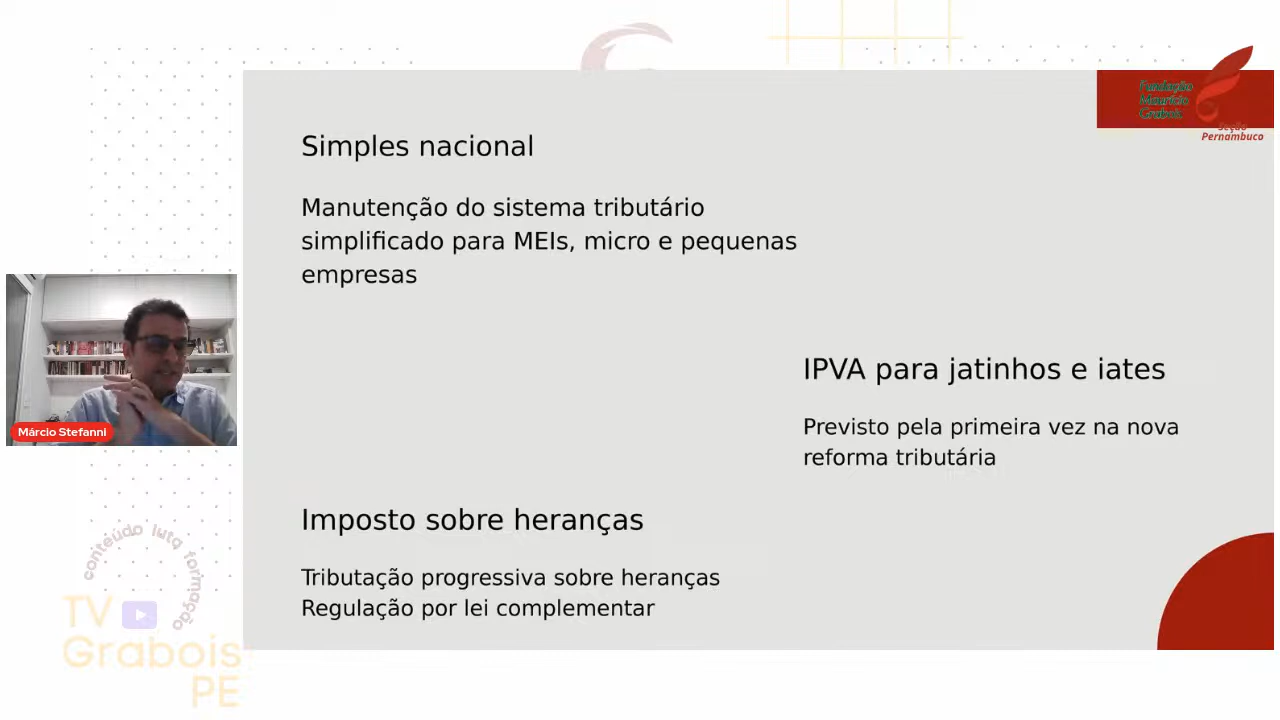 Fundação
Maurício
Grabois
Seção
Pernambuco
Simples nacional
Manutenção do sistema tributário
simplificado para MEIs, micro e pequenas
empresas
IPVA para jatinhos e iates
Previsto pela primeira vez na nova
reforma tributária
Márcio Stefanni
Imposto sobre heranças
Tributação progressiva sobre heranças
Regulação por lei complementar
conteúdo luta formação
TV
Grabois
PE